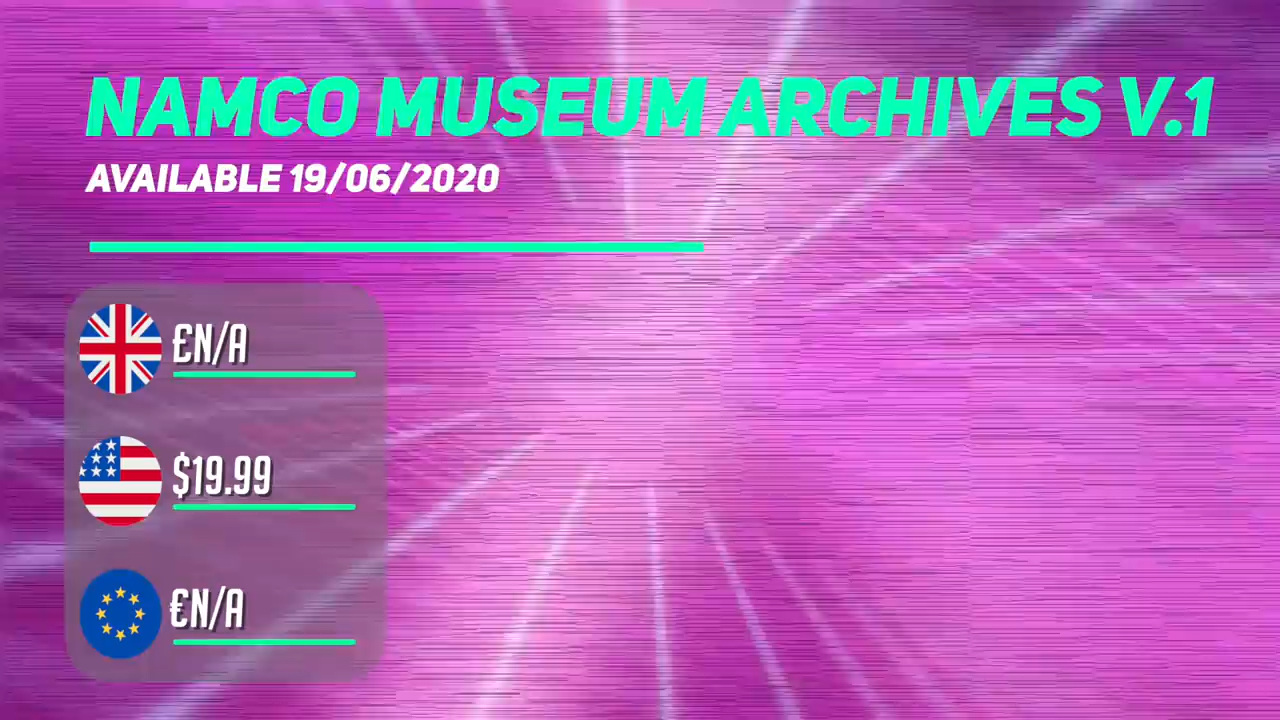 NAMCO MUSEUM ARCHIVES V.1
AVAILABLE 19/06/2020
£N/A
$19.99
€N/A